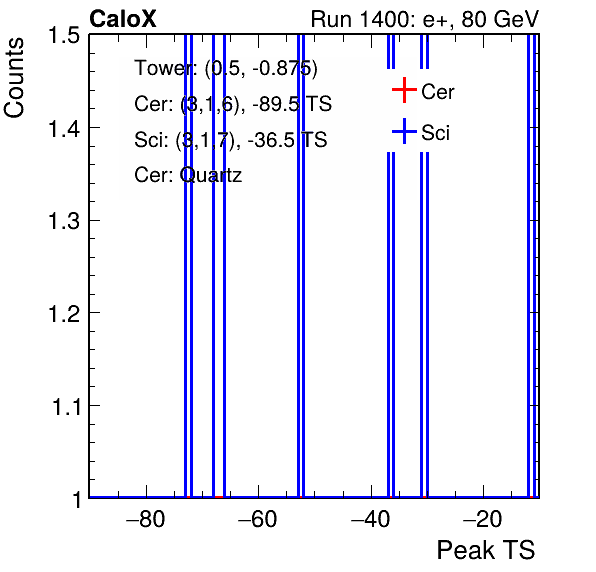 CaloX Run 1400: e+, 80 GeV
Counts
1.5
1.4
1.3
1.2
1.1
1
Tower: (0.5, -0.875)
Cer: (3,1,6), -89.5 TS
Sci: (3,1,7), -36.5 TS
Cer: Quartz
Cer
Sci
−80 −60 −40 −20
Peak TS